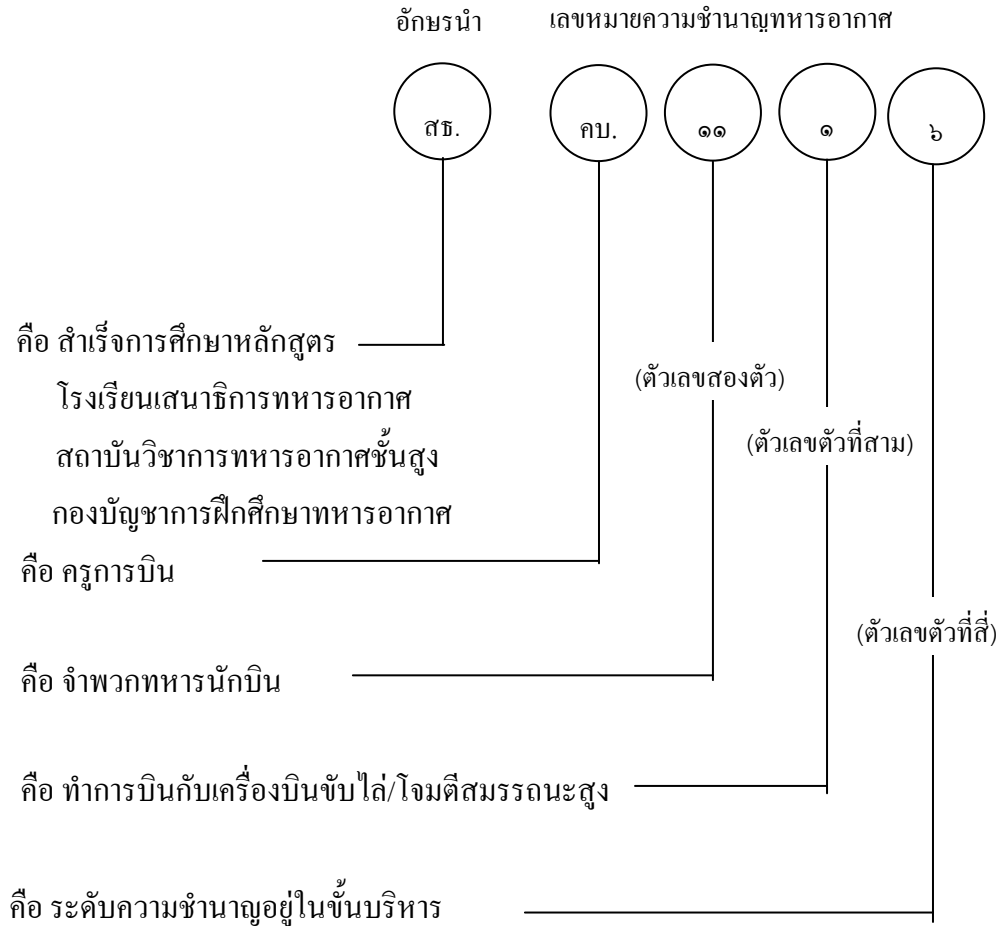 อักษรนำ เลขหมายความชำนาญทหารอากาศ
สธ. คบ. ๑๑ ๑ ๖
คือ สำเร็จการศึกษาหลักสูตร
(ตัวเลขสองตัว)
โรงเรียนเสนาธิการทหารอากาศ
(ตัวเลขตัวที่สาม)
สถาบันวิชาการทหารอากาศชั้นสูง
กองบัญชาการฝึกศึกษาทหารอากาศ
คือ ครูการบิน
(ตัวเลขตัวที่สี่)
คือ จำพวกทหารนักบิน
คือ ทำการบินกับเครื่องบินขับไล่/โจมตีสมรรถนะสูง
คือ ระดับความชำนาญอยู่ในขั้นบริหาร